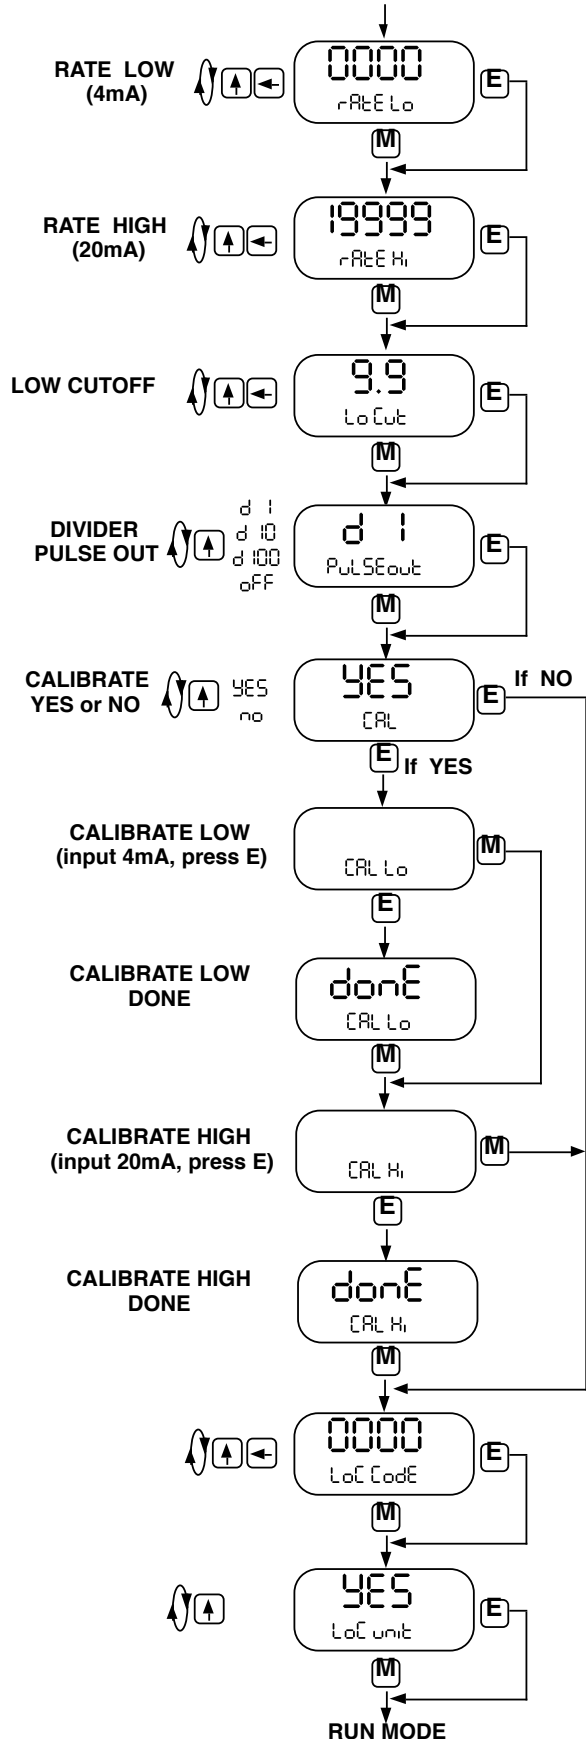 RATE LOW
(4mA)
0000
rAtE Lo
E
M
RATE HIGH
(20mA)
19999
rAtE Hi
E
M
LOW CUTOFF
9.9
Lo Cut
E
M
DIVIDER
PULSE OUT
d 1
d 10
d 100
oFF
d 1
PuLSEout
E
M
CALIBRATE
YES or NO
YES
no
YES
CAL
E
If NO
E
If YES
CALIBRATE LOW
(input 4mA, press E)
CAL Lo
M
E
CALIBRATE LOW
DONE
donE
CAL Lo
M
CALIBRATE HIGH
(input 20mA, press E)
CAL Hi
M
E
CALIBRATE HIGH
DONE
donE
CAL Hi
M
0000
LoC CodE
E
M
YES
LoC unit
E
M
RUN MODE